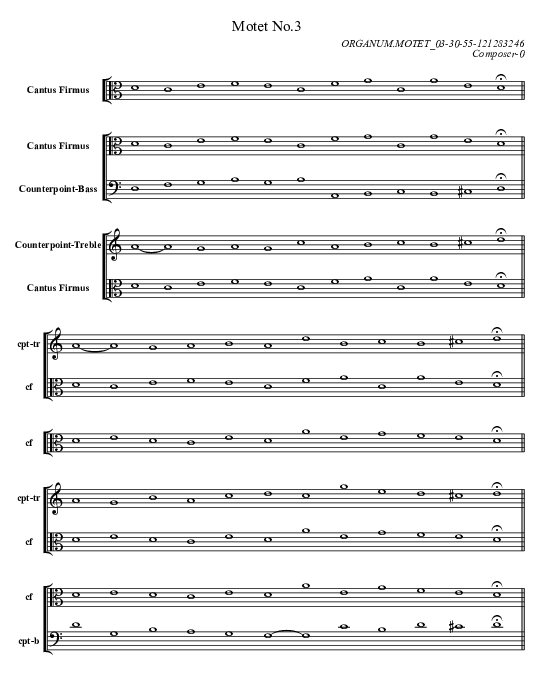 Motet No.3
ORGANUM.MOTET_03-30-55-121283246
Composer-0
Cantus Firmus
Cantus Firmus
Counterpoint-Bass
Counterpoint-Treble
Cantus Firmus
cpt-tr
cf
cf
cpt-tr
cf
cf
cpt-b